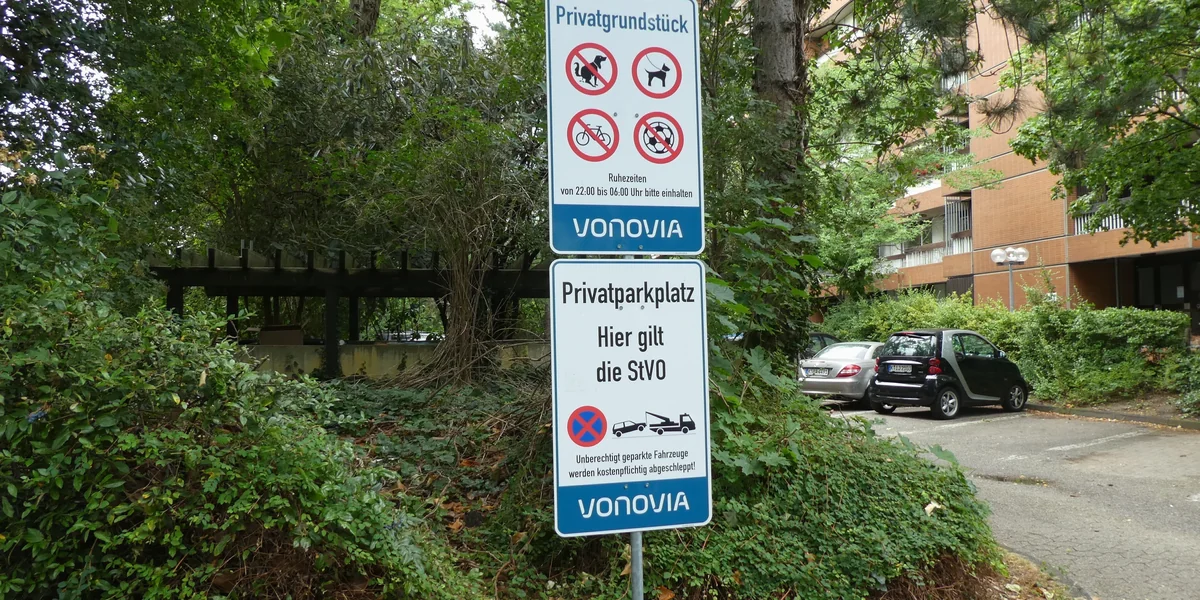 Privatgrundstück
Ruhezeiten
von 22:00 bis 06:00 Uhr bitte einhalten
VONOVIA
Privatparkplatz
Hier gilt
die StVO
Unberechtigt geparkte Fahrzeuge
werden kostenpflichtig abgeschleppt!
VONOVIA